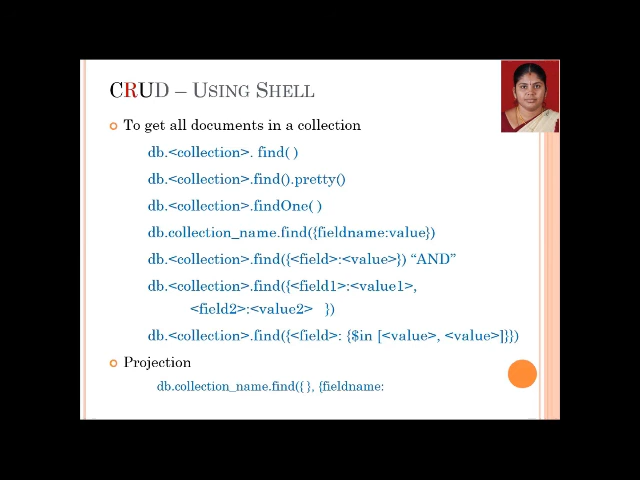 CRUD – USING SHELL
To get all documents in a collection
db.<collection>. find( )
db.<collection>.find().pretty()
db.<collection>.findOne( )
db.collection_name.find({fieldname:value})
db.<collection>.find({<field>:<value>}) “AND”
db.<collection>.find({<field1>:<value1>,
<field2>:<value2> })
db.<collection>.find({<field>: {$in [<value>, <value>]}})
Projection
db.collection_name.find({ }, {fieldname: